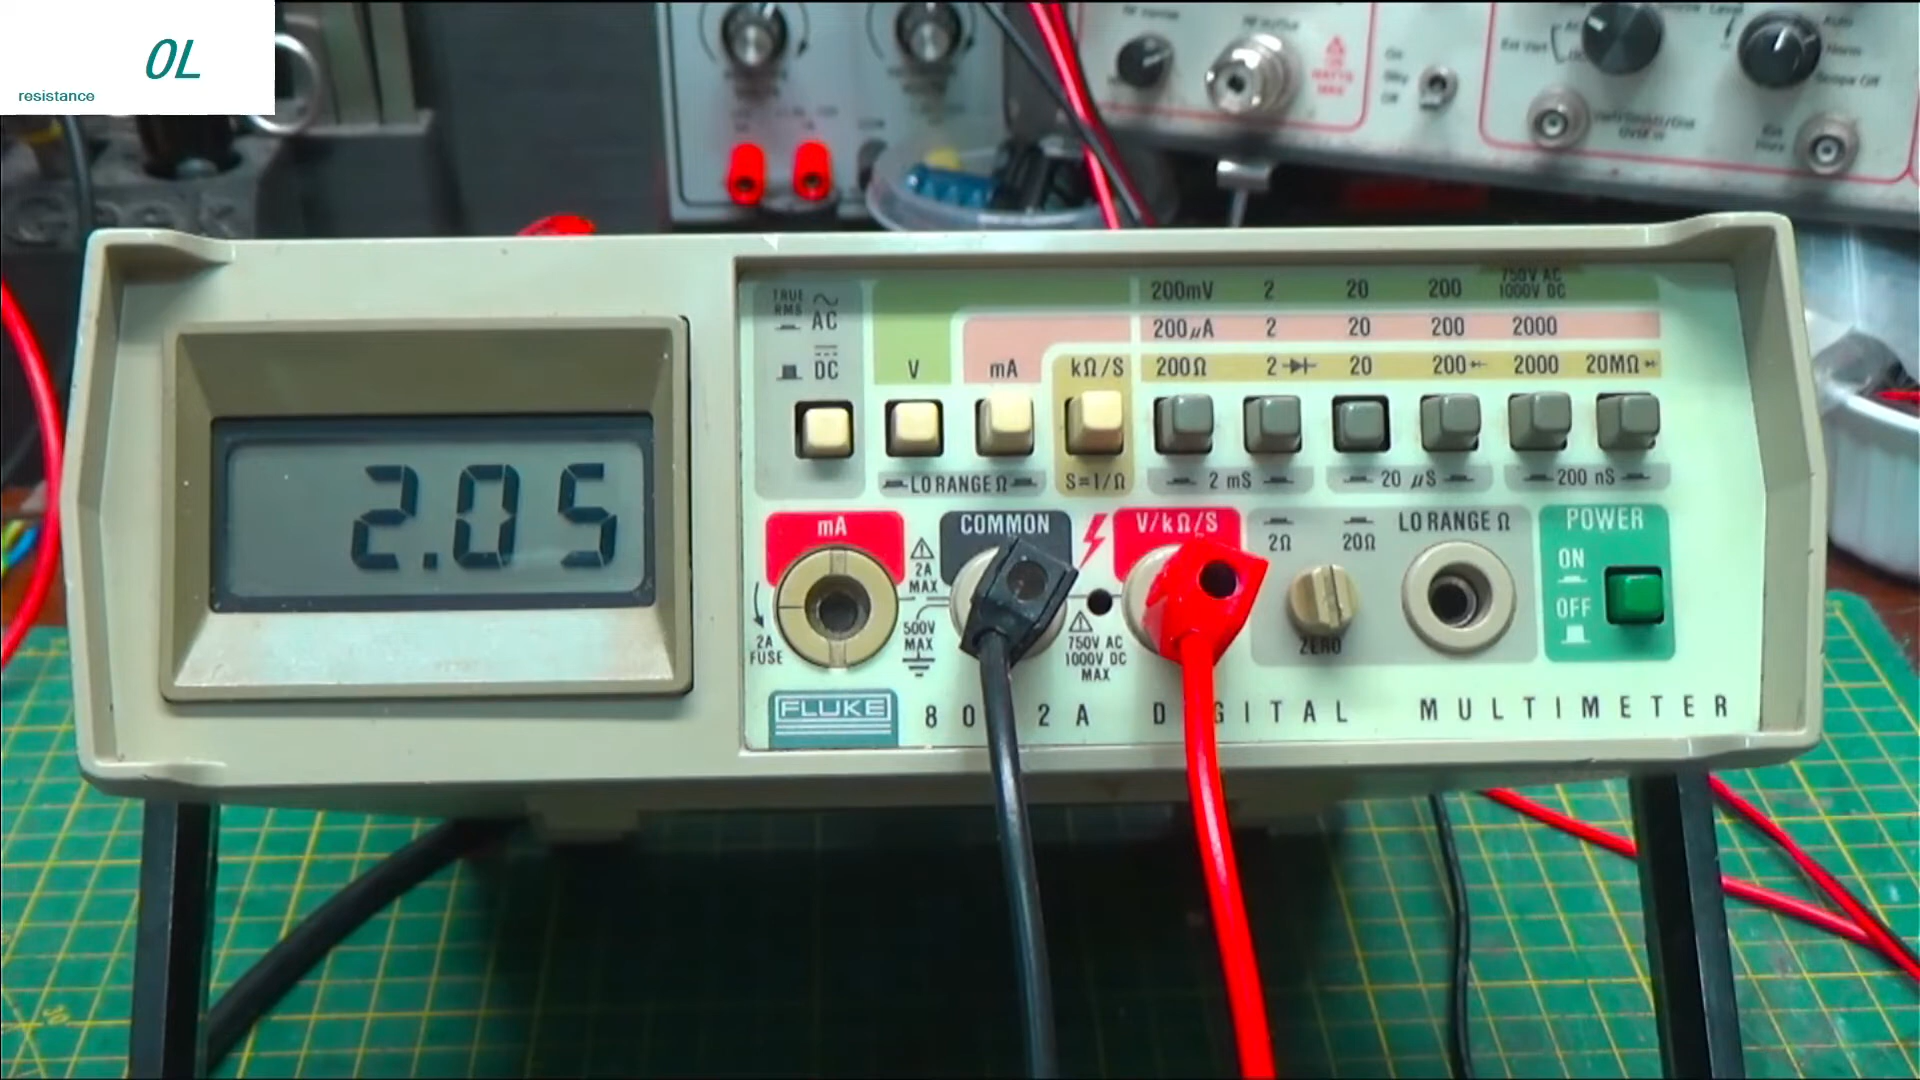 OL
resistance
TRUE RMS AC
DC
V
mA
kΩ/S
200mV 2 20 200 750V AC 1000V DC
200μA 2 20 200 2000
200Ω 2 20 200 2000 20MΩ
LO RANGE Ω
S=1/Ω
2 mS
20 μS
200 nS
2.05
mA
COMMON
V/kΩ/S
2Ω
20Ω
LO RANGE Ω
POWER
ON
OFF
2A MAX
500V MAX
2A FUSE
750V AC 1000V DC MAX
ZERO
FLUKE
80 2A D GITAL MULTIMETER